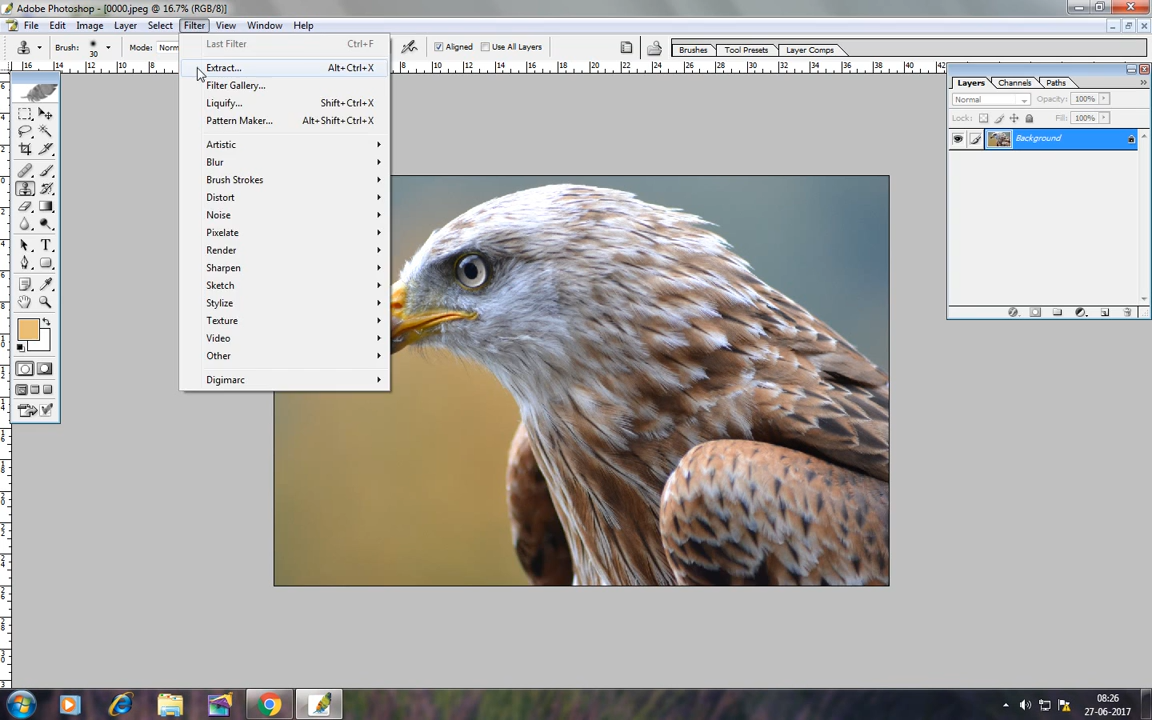 Adobe Photoshop - [0000.jpeg @ 16.7% (RGB/8)]
File Edit Image Layer Select Filter View Window Help
Brush: 30 Mode: Norm Aligned Use All Layers Brushes Tool Presets Layer Comps
Last Filter Ctrl+F
Extract... Alt+Ctrl+X
Filter Gallery...
Liquify... Shift+Ctrl+X
Pattern Maker... Alt+Shift+Ctrl+X
Artistic
Blur
Brush Strokes
Distort
Noise
Pixelate
Render
Sharpen
Sketch
Stylize
Texture
Video
Other
Digimarc
Layers Channels Paths
Normal Opacity: 100%
Lock: Fill: 100%
Background
08:26
27-06-2017